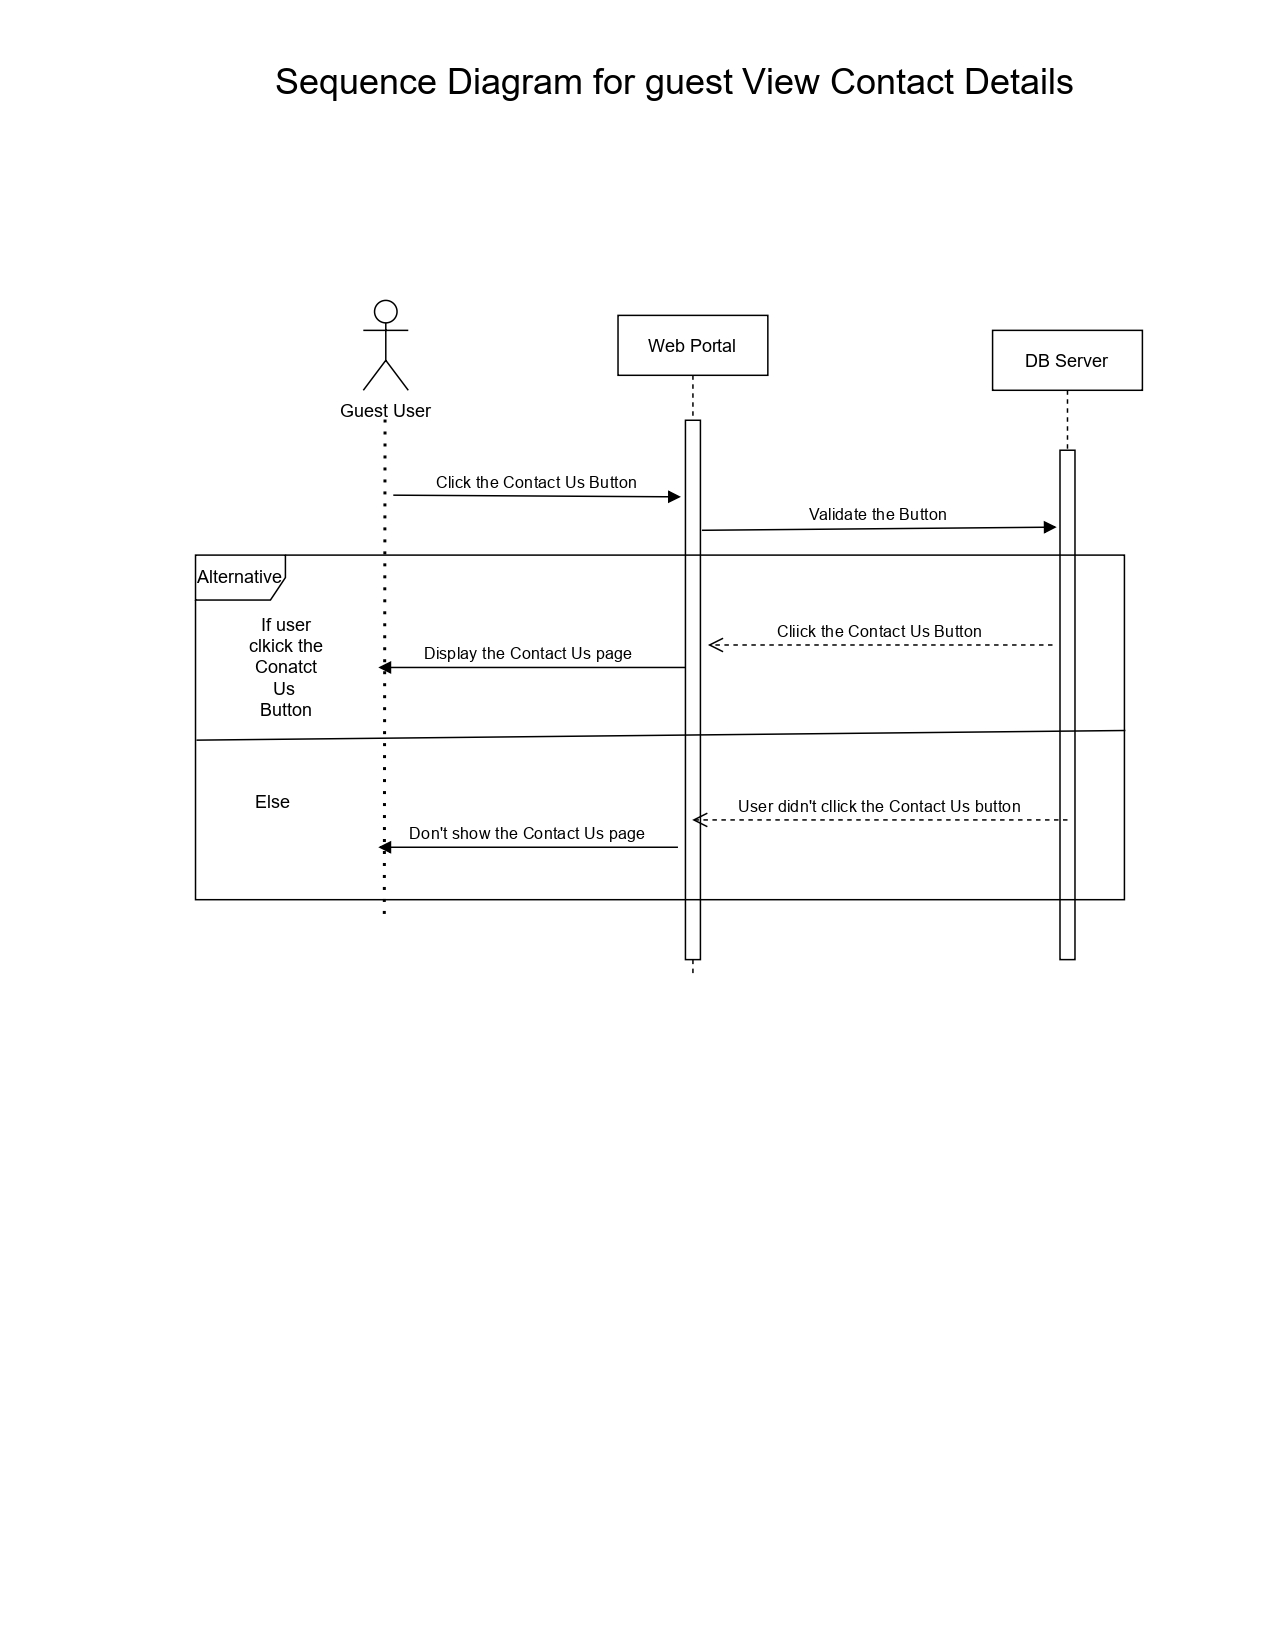 Sequence Diagram for guest View Contact Details
Web Portal
DB Server
Guest User
Click the Contact Us Button
Validate the Button
Alternative
If user
clkick the
Conatct
Us
Button
Cliick the Contact Us Button
Display the Contact Us page
Else
User didn't cllick the Contact Us button
Don't show the Contact Us page